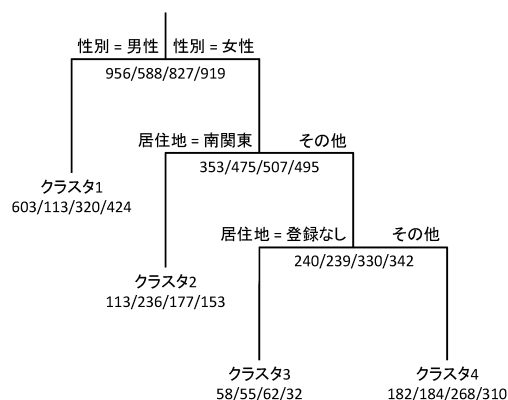 性別 = 男性 性別 = 女性
956/588/827/919
居住地 = 南関東 その他
353/475/507/495
クラスタ1
603/113/320/424
居住地 = 登録なし その他
240/239/330/342
クラスタ2
113/236/177/153
クラスタ3
58/55/62/32
クラスタ4
182/184/268/310